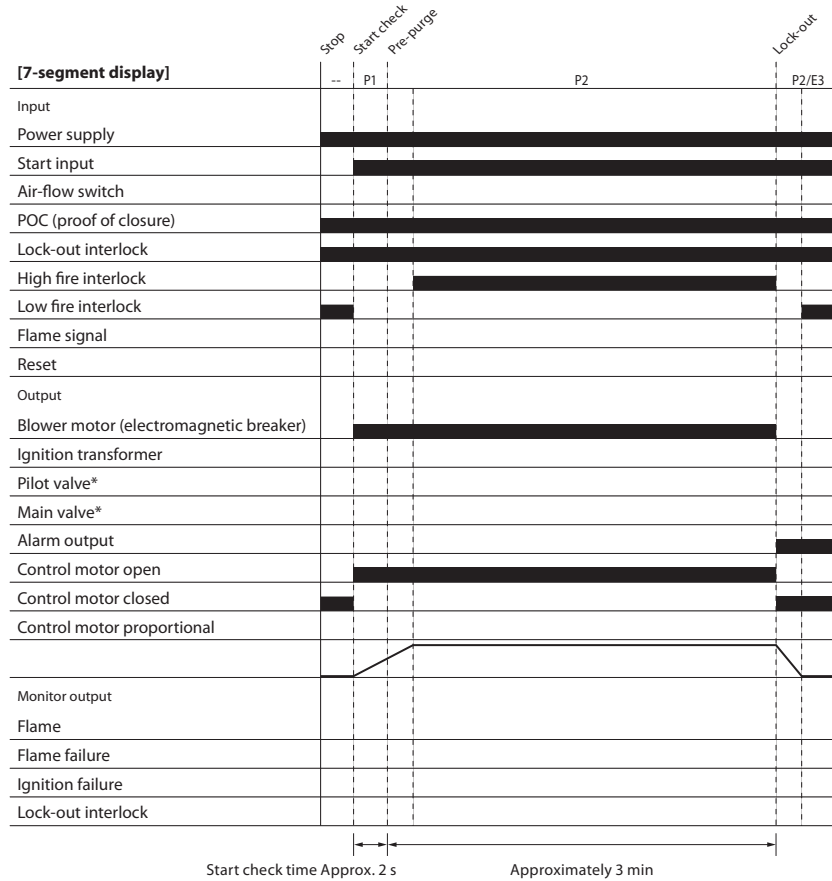 Stop Start check Pre-purge Lock-out
[7-segment display] -- P1 P2 P2/E3
Input
Power supply
Start input
Air-flow switch
POC (proof of closure)
Lock-out interlock
High fire interlock
Low fire interlock
Flame signal
Reset
Output
Blower motor (electromagnetic breaker)
Ignition transformer
Pilot valve*
Main valve*
Alarm output
Control motor open
Control motor closed
Control motor proportional
Monitor output
Flame
Flame failure
Ignition failure
Lock-out interlock
Start check time Approx. 2 s Approximately 3 min